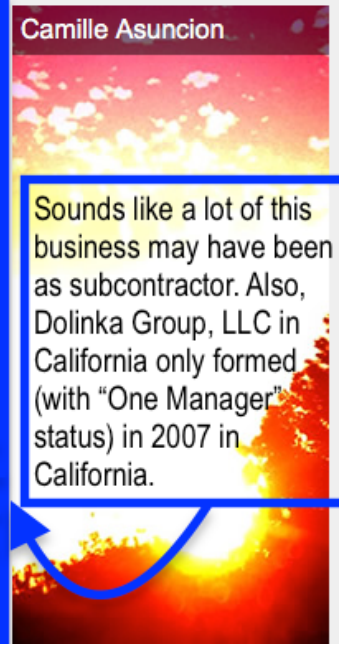 Camille Asuncion
Sounds like a lot of this
business may have been
as subcontractor. Also,
Dolinka Group, LLC in
California only formed
(with “One Manager”
status) in 2007 in
California.